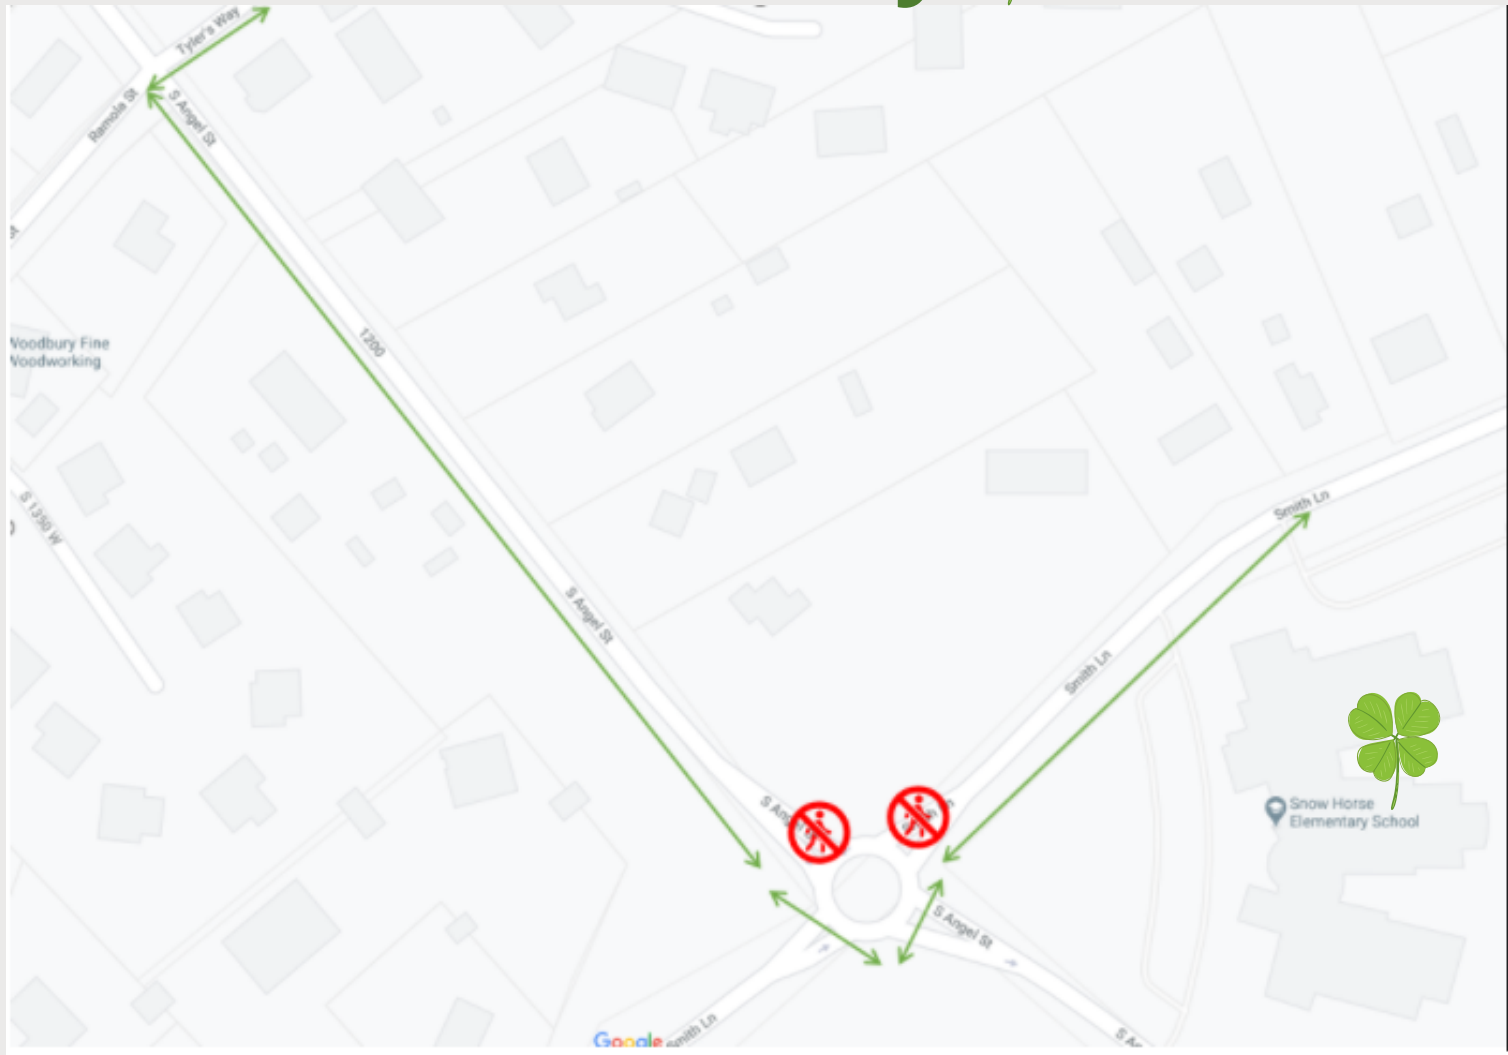 Tyler's Way
Ramola St
S Angel St
1200
Woodbury Fine
Woodworking
S 1350 W
S Angel St
Smith Ln
Smith Ln
Snow Horse
Elementary School
S Angel
S Angel St
Smith Ln
Google